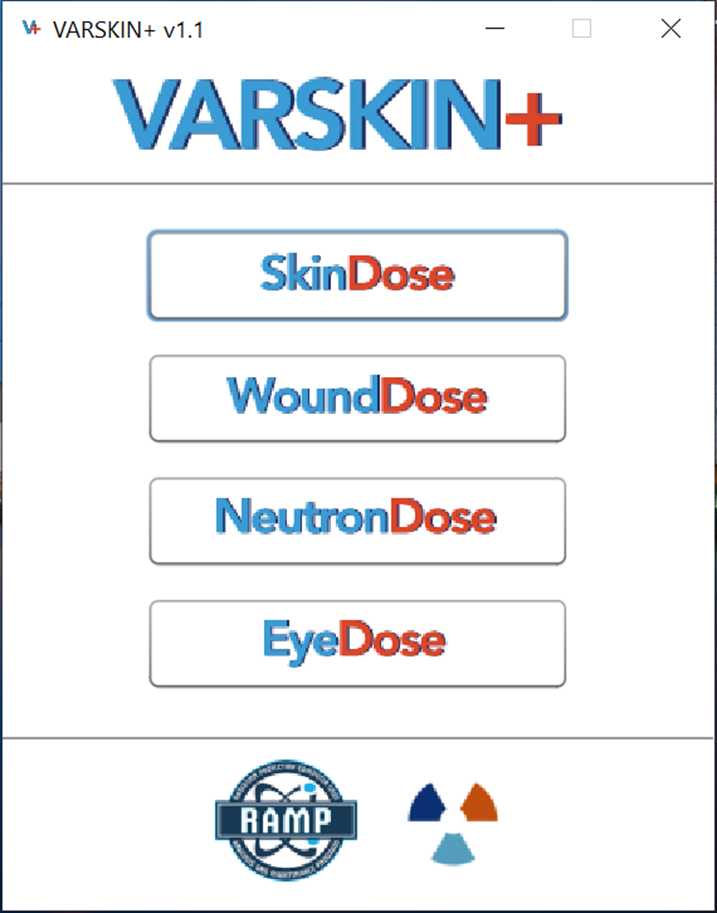 VARSKIN+ v1.1
VARSKIN+
SkinDose
WoundDose
NeutronDose
EyeDose
RAMP